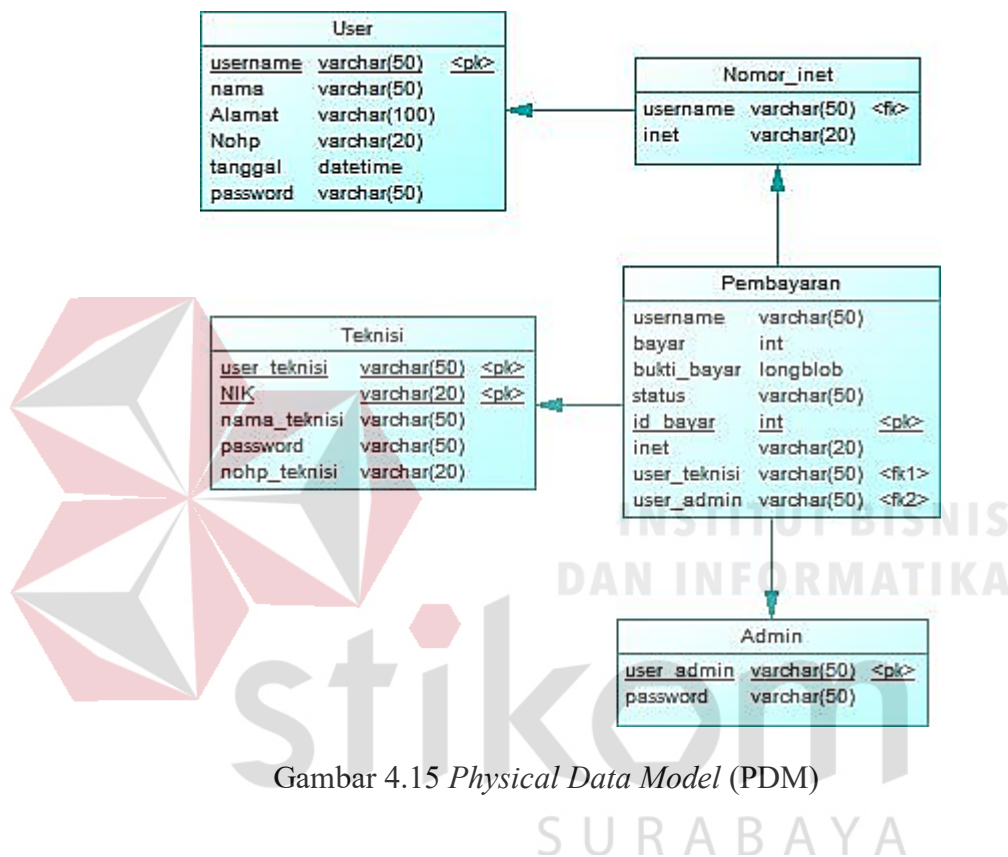 User
username varchar(50) <pk>
nama varchar(50)
Alamat varchar(100)
Nohp varchar(20)
tanggal datetime
password varchar(50)
Nomor_inet
username varchar(50) <fk>
inet varchar(20)
Pembayaran
username varchar(50)
bayar int
bukti_bayar longblob
status varchar(50)
id_bayar int <pk>
inet varchar(20)
user_teknisi varchar(50) <fk1>
user_admin varchar(50) <fk2>
Teknisi
user_teknisi varchar(50) <pk>
NIK varchar(20) <pk>
nama_teknisi varchar(50)
password varchar(50)
nohp_teknisi varchar(20)
INSTITUT BISNIS
DAN INFORMATIKA
Admin
user_admin varchar(50) <pk>
password varchar(50)
stikom
Gambar 4.15 Physical Data Model (PDM)
SURABAYA